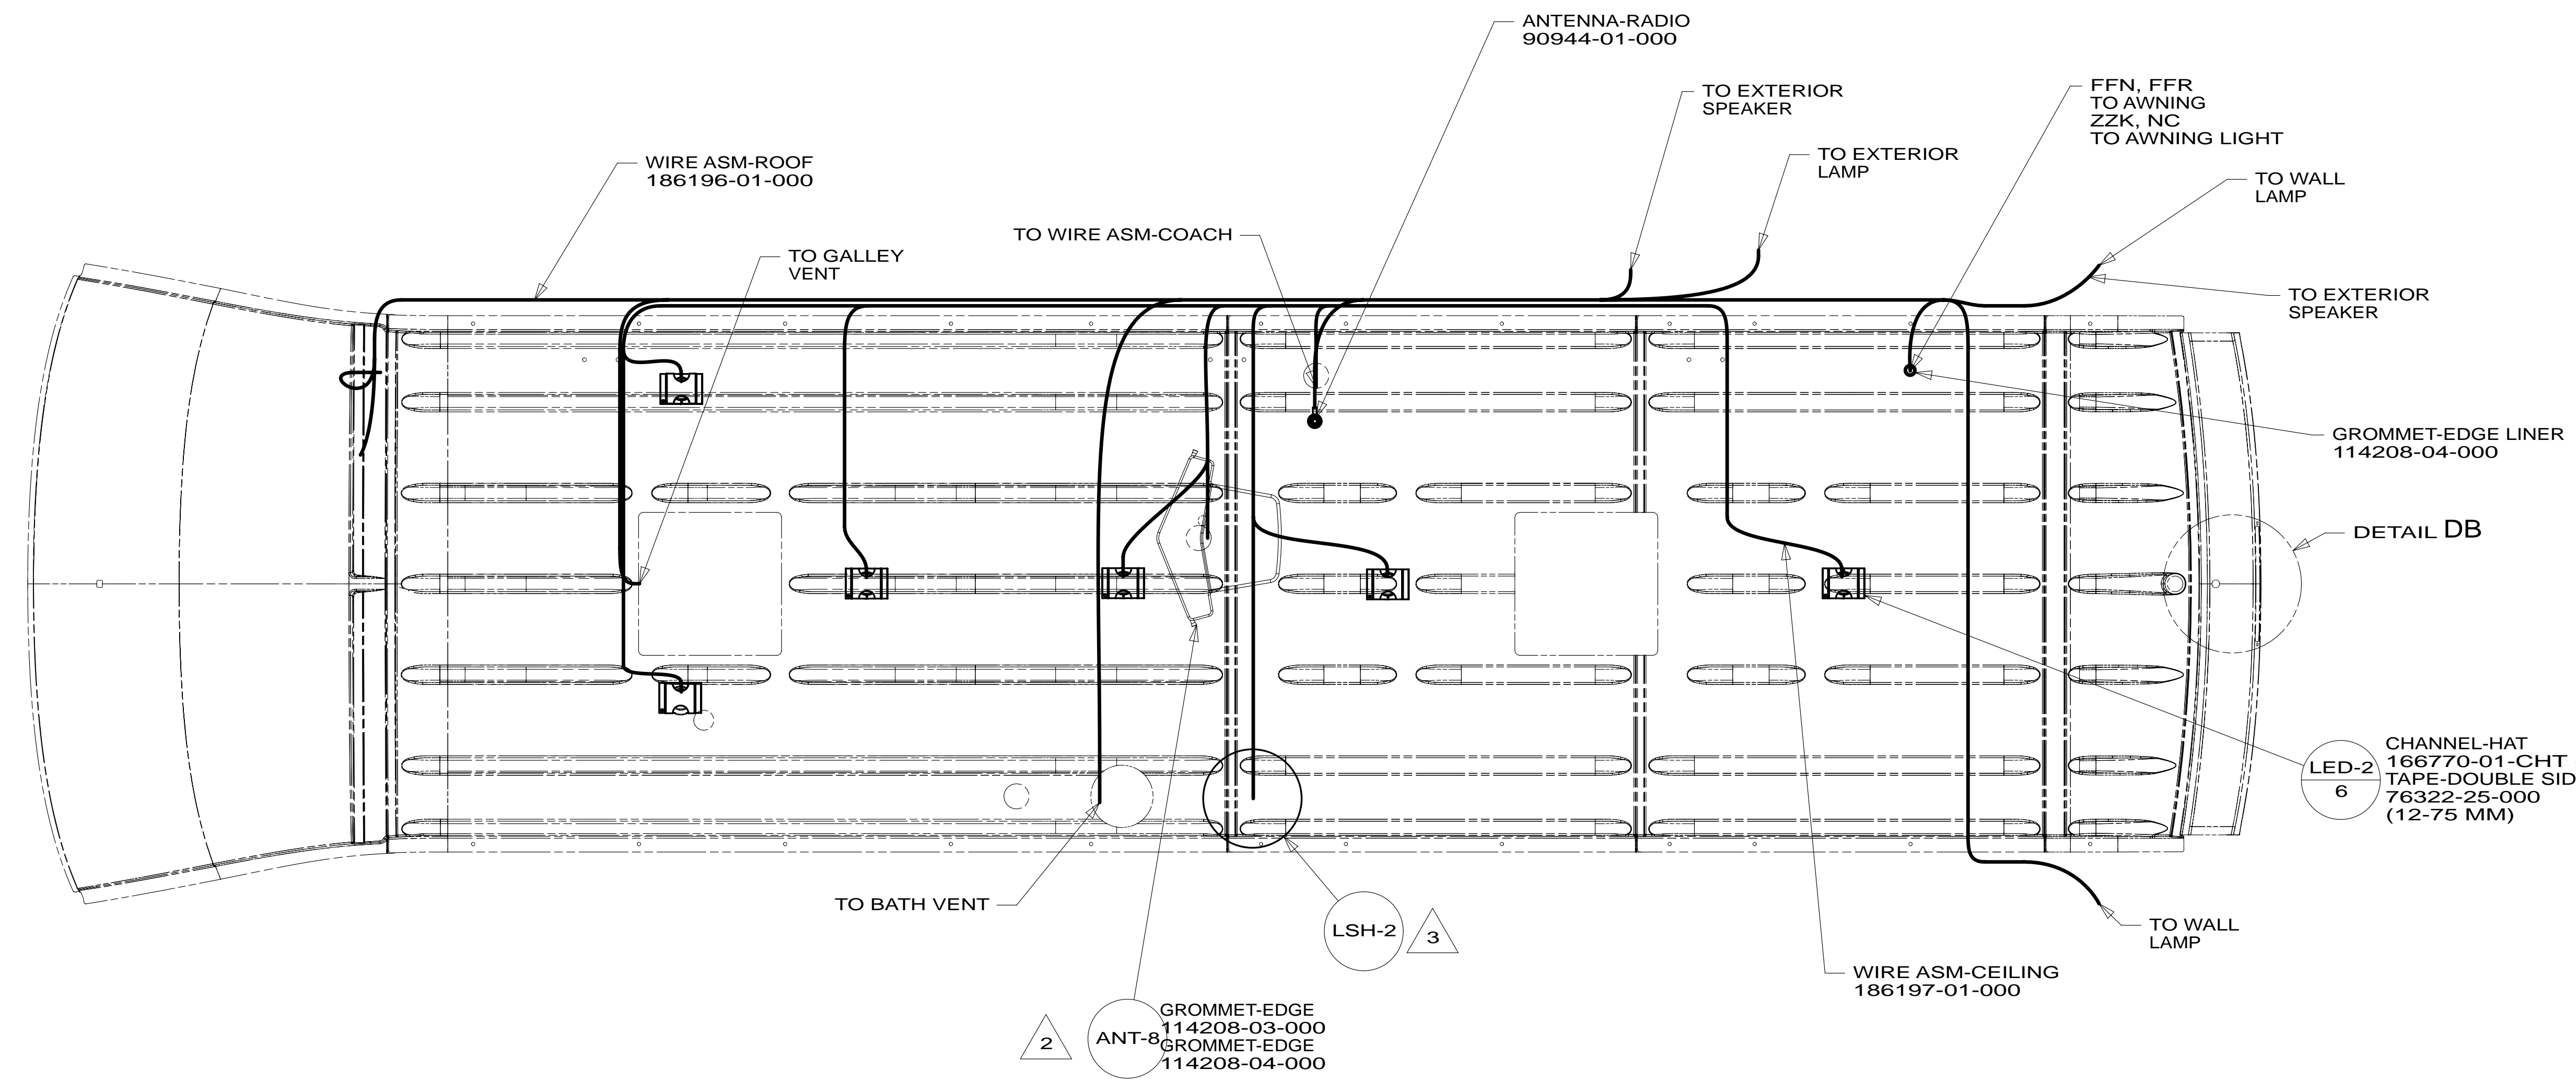 ANTENNA-RADIO
90944-01-000
TO EXTERIOR
SPEAKER
FFN, FFR
TO AWNING
ZZK, NC
TO AWNING LIGHT
WIRE ASM-ROOF
186196-01-000
TO EXTERIOR
LAMP
TO WALL
LAMP
TO WIRE ASM-COACH
TO GALLEY
VENT
TO EXTERIOR
SPEAKER
GROMMET-EDGE LINER
114208-04-000
DETAIL DB
LED-2
6
CHANNEL-HAT
166770-01-CHT
TAPE-DOUBLE SID
76322-25-000
(12-75 MM)
TO BATH VENT
LSH-2
3
TO WALL
LAMP
WIRE ASM-CEILING
186197-01-000
2
ANT-8
GROMMET-EDGE
114208-03-000
GROMMET-EDGE
114208-04-000